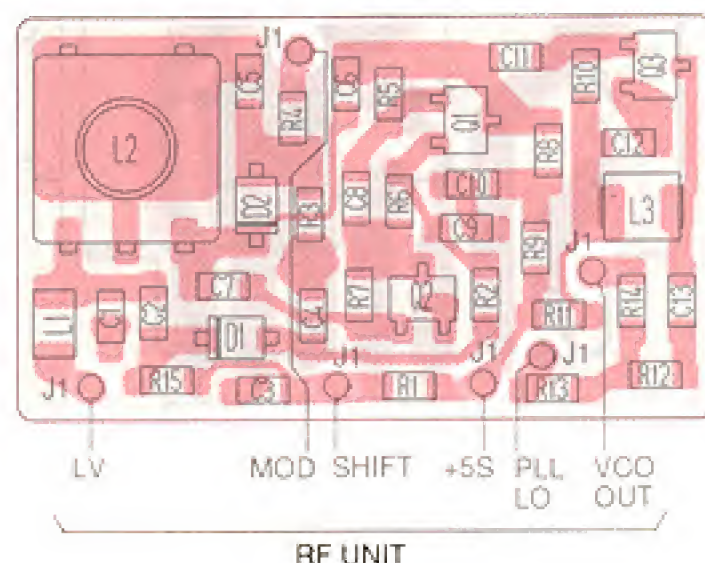 J1
C11
C5
C6
R5
R4
Q1
R10
Q3
L2
R8
C12
D2
R3
C8
R6
C10
C9
R9
L3
J1
C7
R7
R2
R14
C13
L1
C1
C2
D1
R11
J1
R15
C3
J1
R1
J1
J1
R13
R12
LV
MOD
SHIFT
+5S
PLL
LO
VCO
OUT
RF UNIT